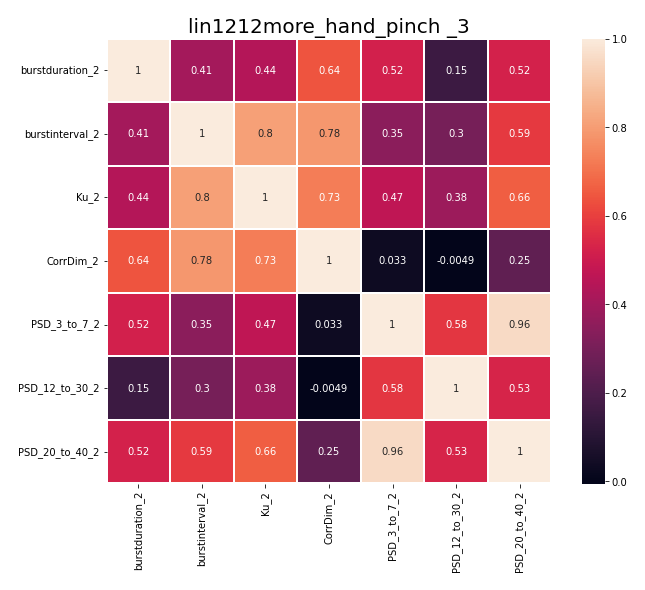 lin1212more_hand_pinch _3
burstduration_2 1 0.41 0.44 0.64 0.52 0.15 0.52
burstinterval_2 0.41 1 0.8 0.78 0.35 0.3 0.59
Ku_2 0.44 0.8 1 0.73 0.47 0.38 0.66
CorrDim_2 0.64 0.78 0.73 1 0.033 -0.0049 0.25
PSD_3_to_7_2 0.52 0.35 0.47 0.033 1 0.58 0.96
PSD_12_to_30_2 0.15 0.3 0.38 -0.0049 0.58 1 0.53
PSD_20_to_40_2 0.52 0.59 0.66 0.25 0.96 0.53 1
burstduration_2
burstinterval_2
Ku_2
CorrDim_2
PSD_3_to_7_2
PSD_12_to_30_2
PSD_20_to_40_2
1.0
0.8
0.6
0.4
0.2
0.0